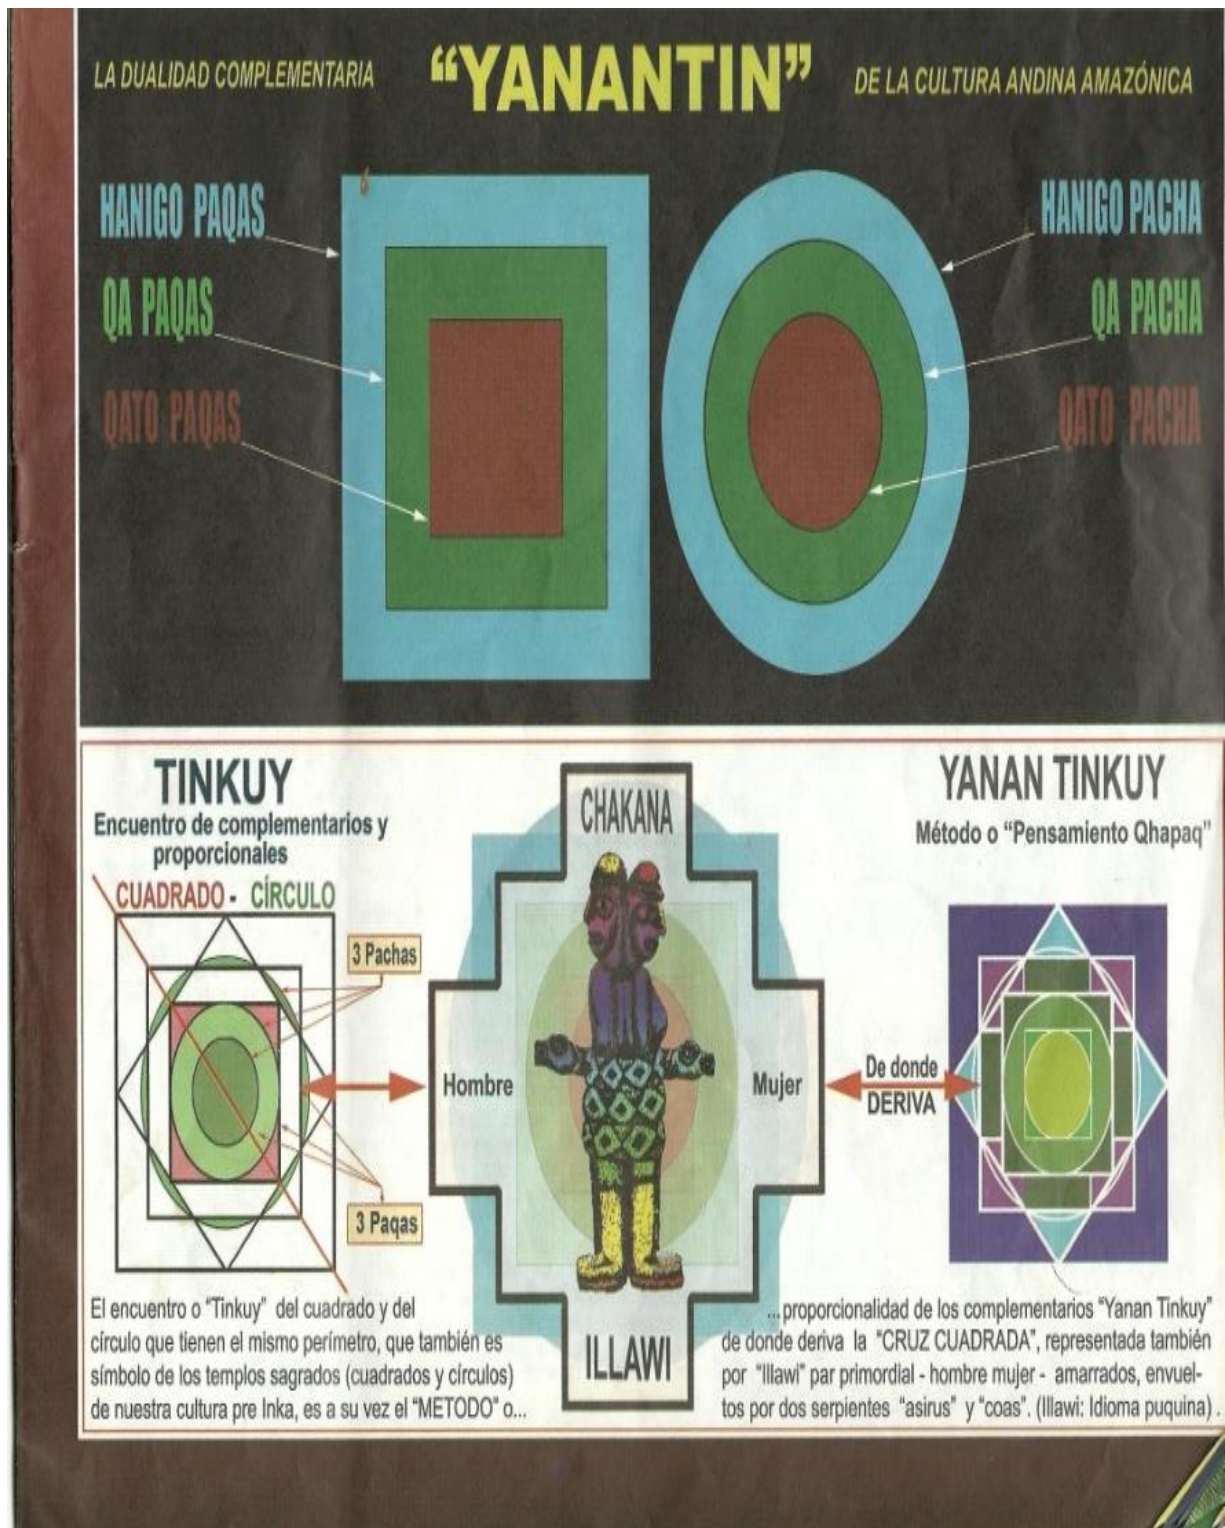 LA DUALIDAD COMPLEMENTARIA
“YANANTIN”
DE LA CULTURA ANDINA AMAZÓNICA
HANIGO PAQAS
QA PAQAS
QATO PAQAS
HANIGO PACHA
QA PACHA
QATO PACHA
TINKUY
Encuentro de complementarios y
proporcionales
CUADRADO - CÍRCULO
3 Pachas
3 Paqas
El encuentro o “Tinkuy” del cuadrado y del
círculo que tienen el mismo perímetro, que también es
símbolo de los templos sagrados (cuadrados y círculos)
de nuestra cultura pre Inka, es a su vez el “METODO” o...
CHAKANA
Hombre
Mujer
ILLAWI
YANAN TINKUY
Método o “Pensamiento Qhapaq”
De donde
DERIVA
...proporcionalidad de los complementarios “Yanan Tinkuy”
de donde deriva la “CRUZ CUADRADA”, representada también
por “Illawi” par primordial - hombre mujer - amarrados, envuel-
tos por dos serpientes “asirus” y “coas”. (Illawi: Idioma puquina).